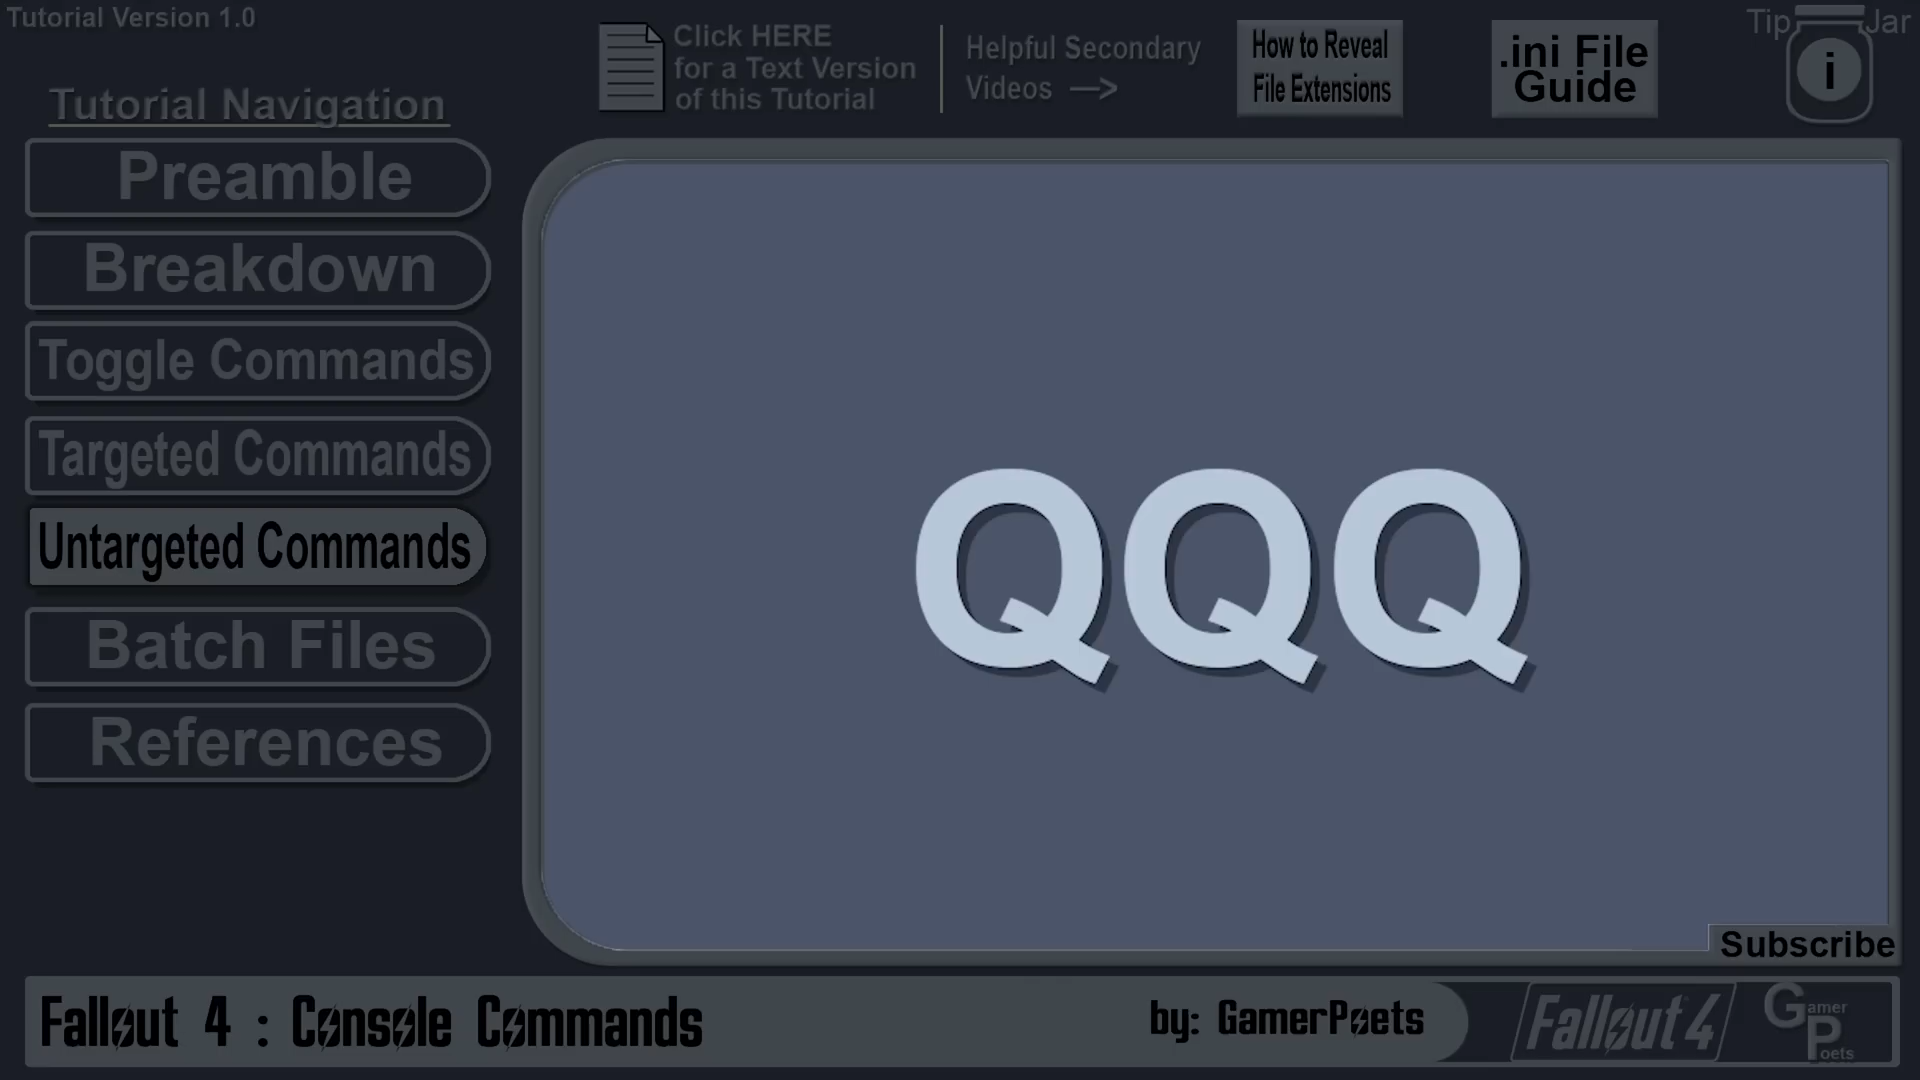 Tutorial Version 1.0
Click HERE
for a Text Version
of this Tutorial
Helpful Secondary
Videos
How to Reveal
File Extensions
.ini File
Guide
Tip Jar
i
Tutorial Navigation
Preamble
Breakdown
Toggle Commands
Targeted Commands
Untargeted Commands
Batch Files
References
QQQ
Subscribe
Fallout 4 : Console Commands
by: GamerPoets
Fallout 4
Gamer
Poets